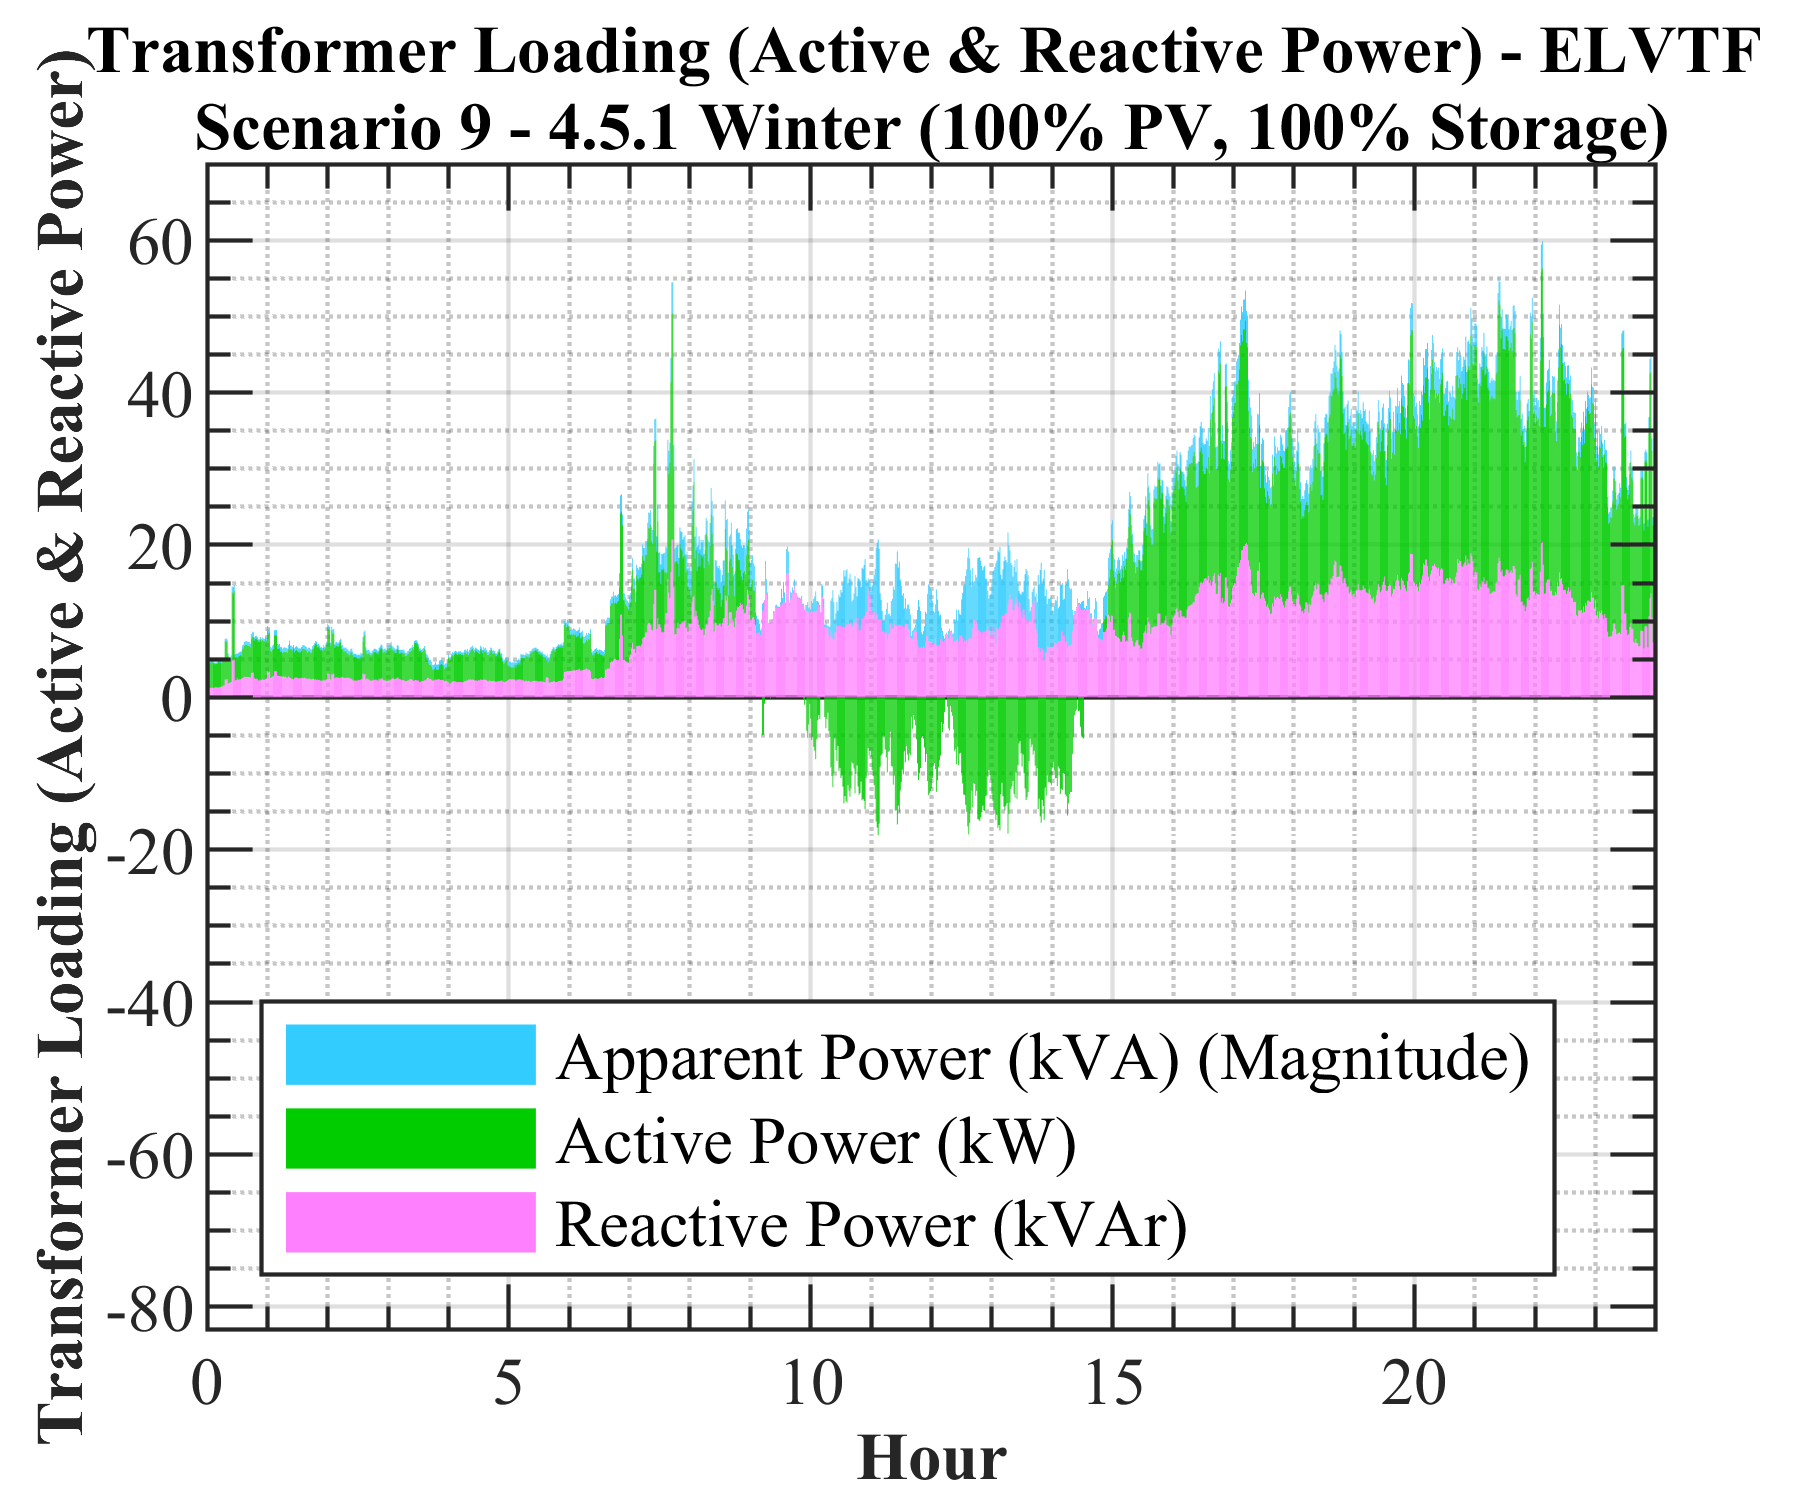 Transformer Loading (Active & Reactive Power) - ELVTF
Scenario 9 - 4.5.1 Winter (100% PV, 100% Storage)
Transformer Loading (Active & Reactive Power)
60
40
20
0
-20
-40
-60
-80
Apparent Power (kVA) (Magnitude)
Active Power (kW)
Reactive Power (kVAr)
0 5 10 15 20
Hour